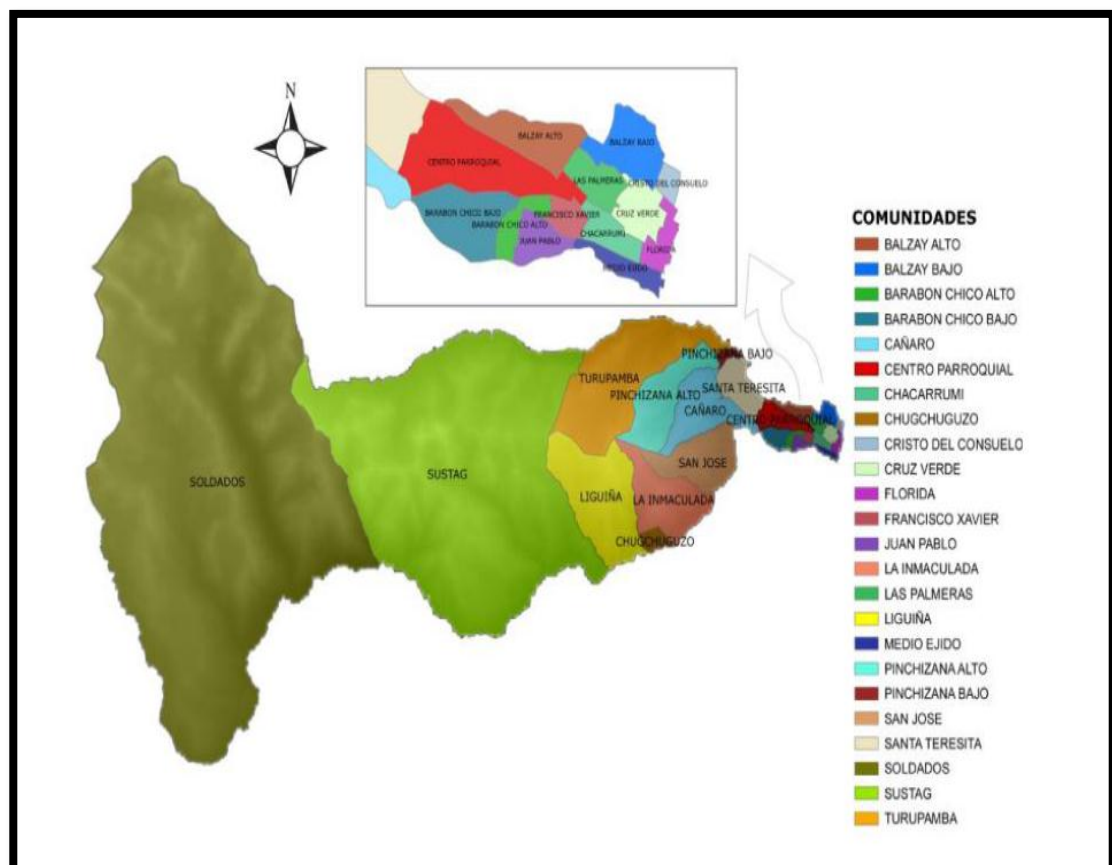 N
BALZAY ALTO
BALZAY BAJO
CENTRO PARROQUIAL
LAS PALMERAS
CRISTO DEL CONSUELO
BARABON CHICO BAJO
FRANCISCO XAVIER
CRUZ VERDE
BARABON CHICO ALTO
CHACARRUMI
JUAN PABLO
FLORIDA
MEDIO EJIDO
PINCHIZANA BAJO
TURUPAMBA
SANTA TERESITA
PINCHIZANA ALTO
CAÑARO
CENTRO PARROQUIAL
SAN JOSE
SUSTAG
SOLDADOS
LIGUIÑA
LA INMACULADA
CHUGCHUGUZO
COMUNIDADES
BALZAY ALTO
BALZAY BAJO
BARABON CHICO ALTO
BARABON CHICO BAJO
CAÑARO
CENTRO PARROQUIAL
CHACARRUMI
CHUGCHUGUZO
CRISTO DEL CONSUELO
CRUZ VERDE
FLORIDA
FRANCISCO XAVIER
JUAN PABLO
LA INMACULADA
LAS PALMERAS
LIGUIÑA
MEDIO EJIDO
PINCHIZANA ALTO
PINCHIZANA BAJO
SAN JOSE
SANTA TERESITA
SOLDADOS
SUSTAG
TURUPAMBA